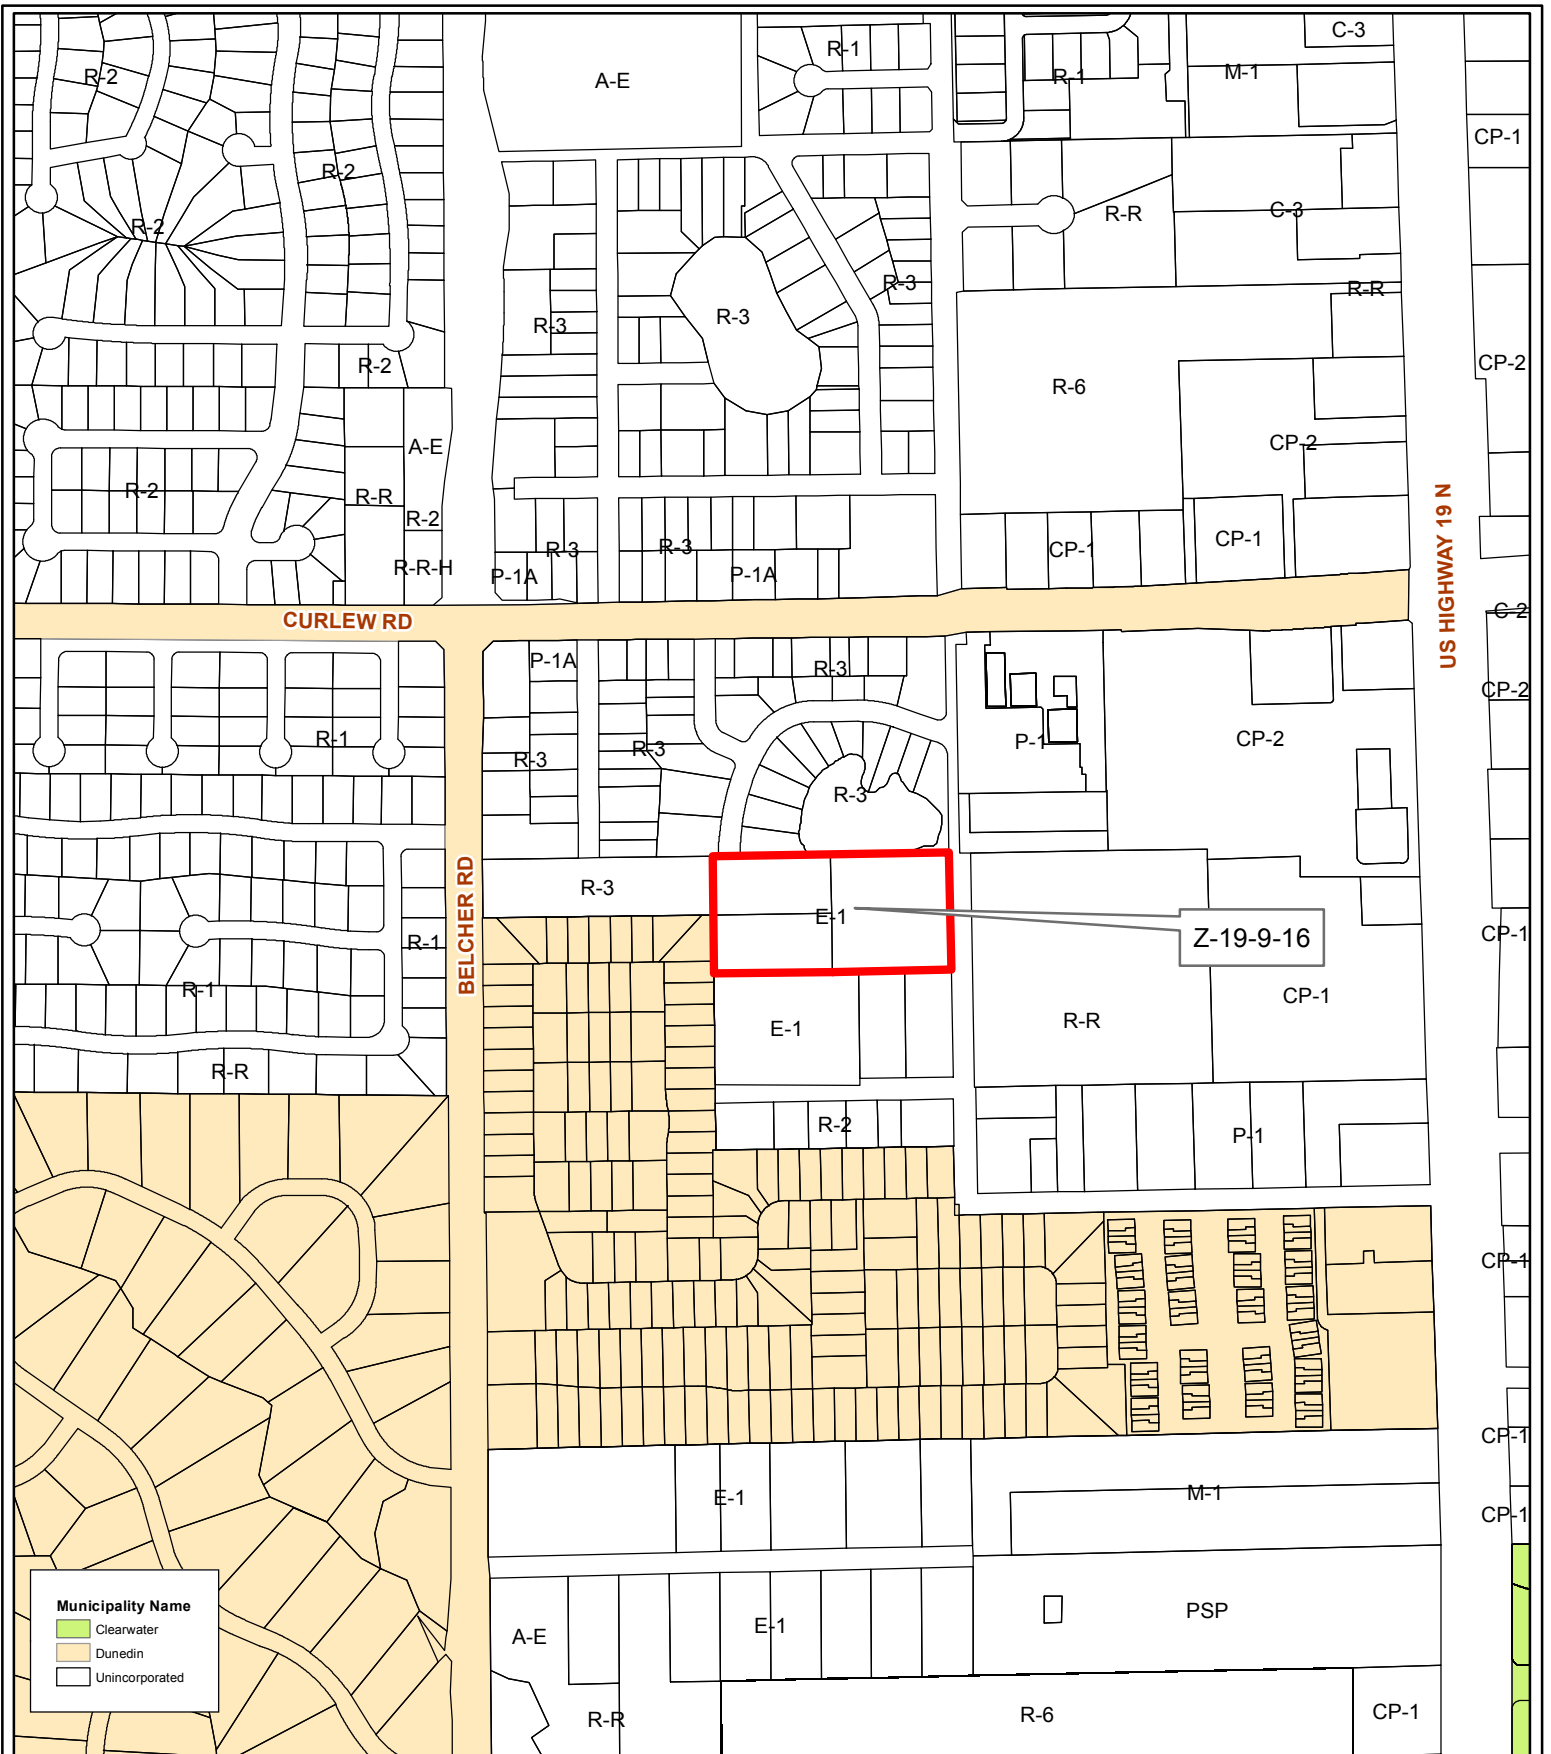 C-3
R-1
R-2
A-E
R-1
M-1
CP-1
R-2
R-2
R-R
C-3
R-3
R-R
R-3
R-3
R-2
CP-2
R-6
A-E
CP-2
R-2
R-R
R-2
CP-1
CP-1
R-3
R-3
R-R-H
P-1A
P-1A
US HIGHWAY 19 N
C-2
CURLEW RD
P-1A
R-3
CP-2
R-1
R-3
R-3
P-1
CP-2
R-3
BELCHER RD
R-3
E-1
Z-19-9-16
CP-1
R-1
R-1
CP-1
E-1
R-R
R-R
R-2
P-1
CP-1
CP-1
E-1
M-1
CP-1
Municipality Name
Clearwater
Dunedin
Unincorporated
PSP
E-1
A-E
R-R
R-6
CP-1